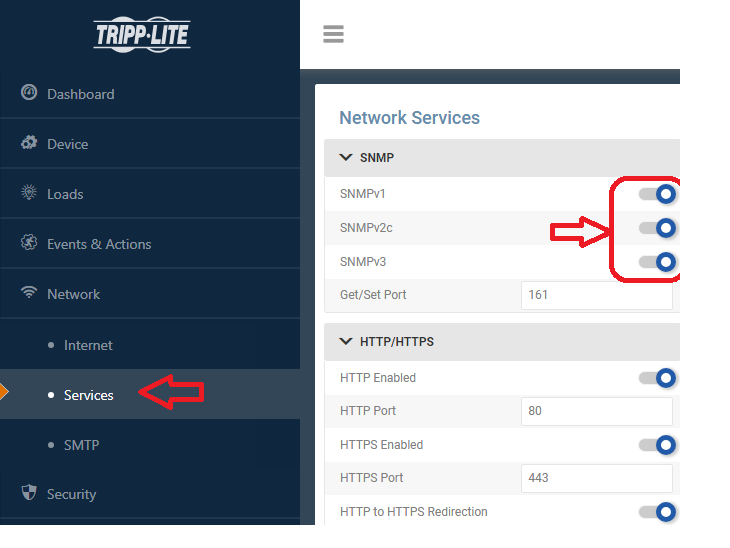 TRIPP·LITE
Dashboard
Device
Loads
Events & Actions
Network
Internet
Services
SMTP
Security
Network Services
SNMP
SNMPv1
SNMPv2c
SNMPv3
Get/Set Port 161
HTTP/HTTPS
HTTP Enabled
HTTP Port 80
HTTPS Enabled
HTTPS Port 443
HTTP to HTTPS Redirection